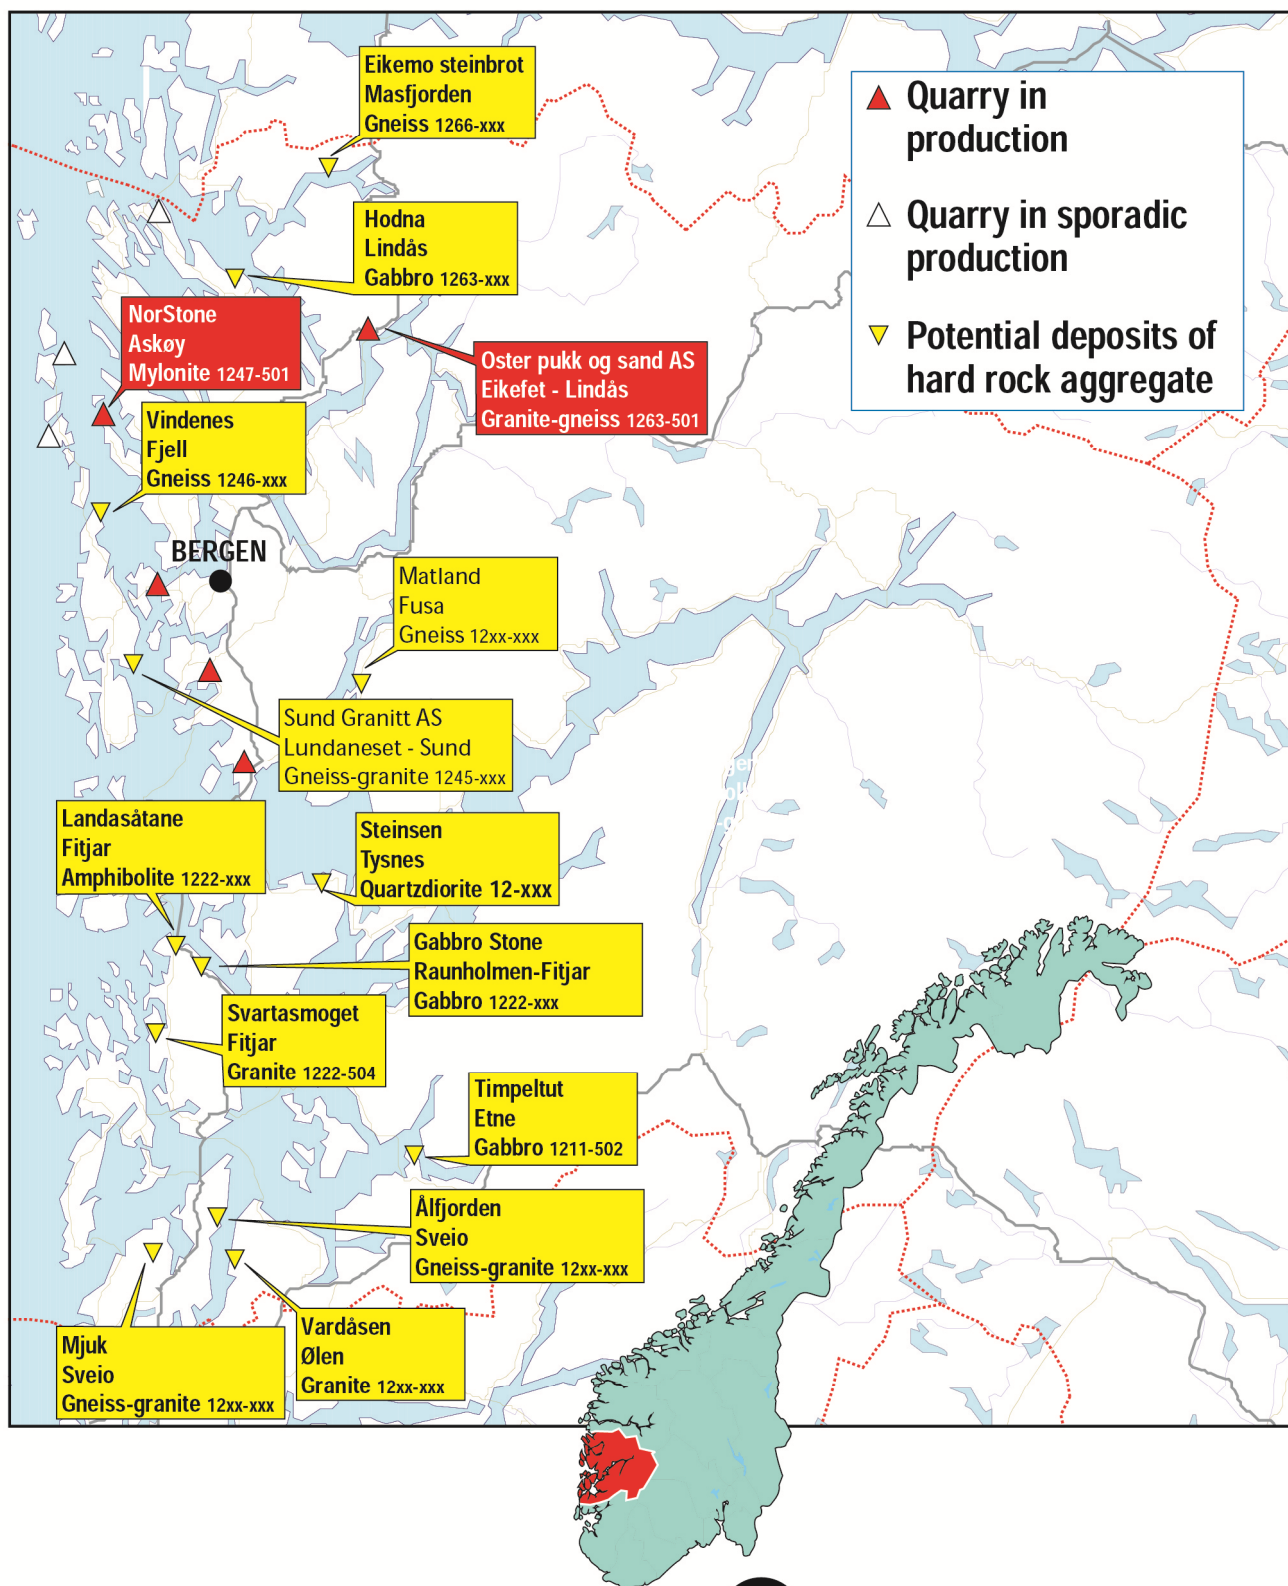 Eikemo steinbrot
Masfjorden
Gneiss 1266-xxx
Quarry in
production
Quarry in sporadic
production
Potential deposits of
hard rock aggregate
Hodna
Lindås
Gabbro 1263-xxx
NorStone
Askøy
Mylonite 1247-501
Oster pukk og sand AS
Eikefet - Lindås
Granite-gneiss 1263-501
Vindenes
Fjell
Gneiss 1246-xxx
BERGEN
Matland
Fusa
Gneiss 12xx-xxx
Sund Granitt AS
Lundaneset - Sund
Gneiss-granite 1245-xxx
Landasåtane
Fitjar
Amphibolite 1222-xxx
Steinsen
Tysnes
Quartzdiorite 12-xxx
Gabbro Stone
Raunholmen-Fitjar
Gabbro 1222-xxx
Svartasmoget
Fitjar
Granite 1222-504
Timpeltut
Etne
Gabbro 1211-502
Ålfjorden
Sveio
Gneiss-granite 12xx-xxx
Vardåsen
Ølen
Granite 12xx-xxx
Mjuk
Sveio
Gneiss-granite 12xx-xxx